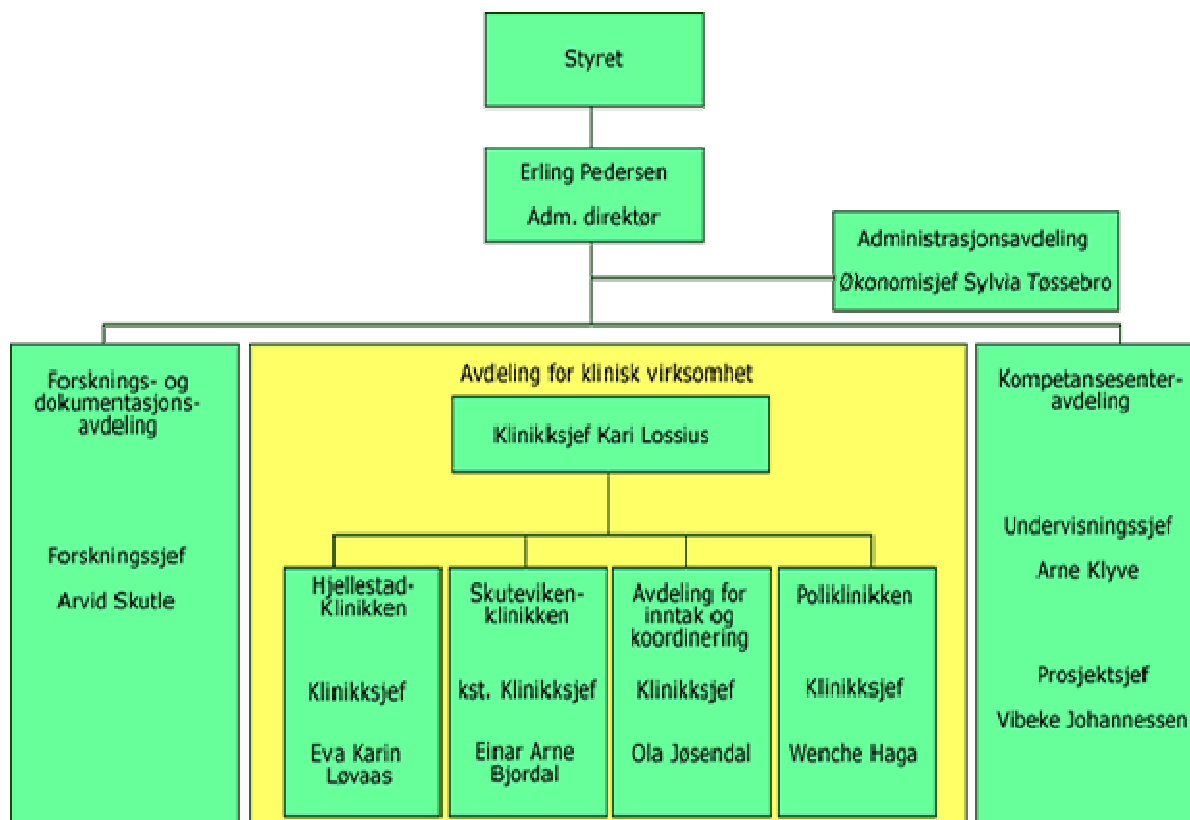 Styret
Erling Pedersen
Adm. direktør
Administrasjonsavdeling
Økonomisjef Sylvia Tøssebro
Forsknings- og
dokumentasjons-
avdeling
Forskningssjef
Arvid Skutle
Avdeling for klinisk virksomhet
Klinikksjef Kari Lossius
Hjellestad-
Klinikken
Klinikksjef
Eva Karin
Løvaas
Skuteviken-
klinikken
kst. Klinikksjef
Einar Arne
Bjordal
Avdeling for
inntak og
koordinering
Klinikksjef
Ola Jøsendal
Poliklinikken
Klinikksjef
Wenche Haga
Kompetansesenter-
avdeling
Undervisningssjef
Arne Klyve
Prosjektsjef
Vibeke Johannessen